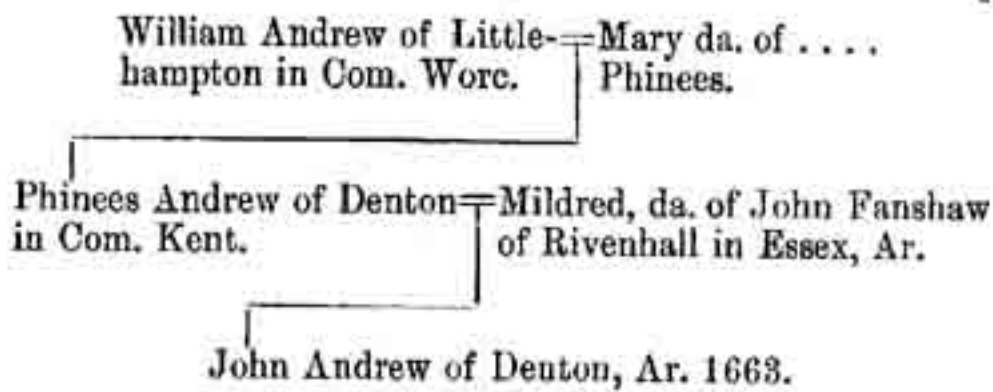 William Andrew of Little-=Mary da. of ....
hampton in Com. Worc. Phinees.
Phinees Andrew of Denton=Mildred, da. of John Fanshaw
in Com. Kent. of Rivenhall in Essex, Ar.
John Andrew of Denton, Ar. 1663.